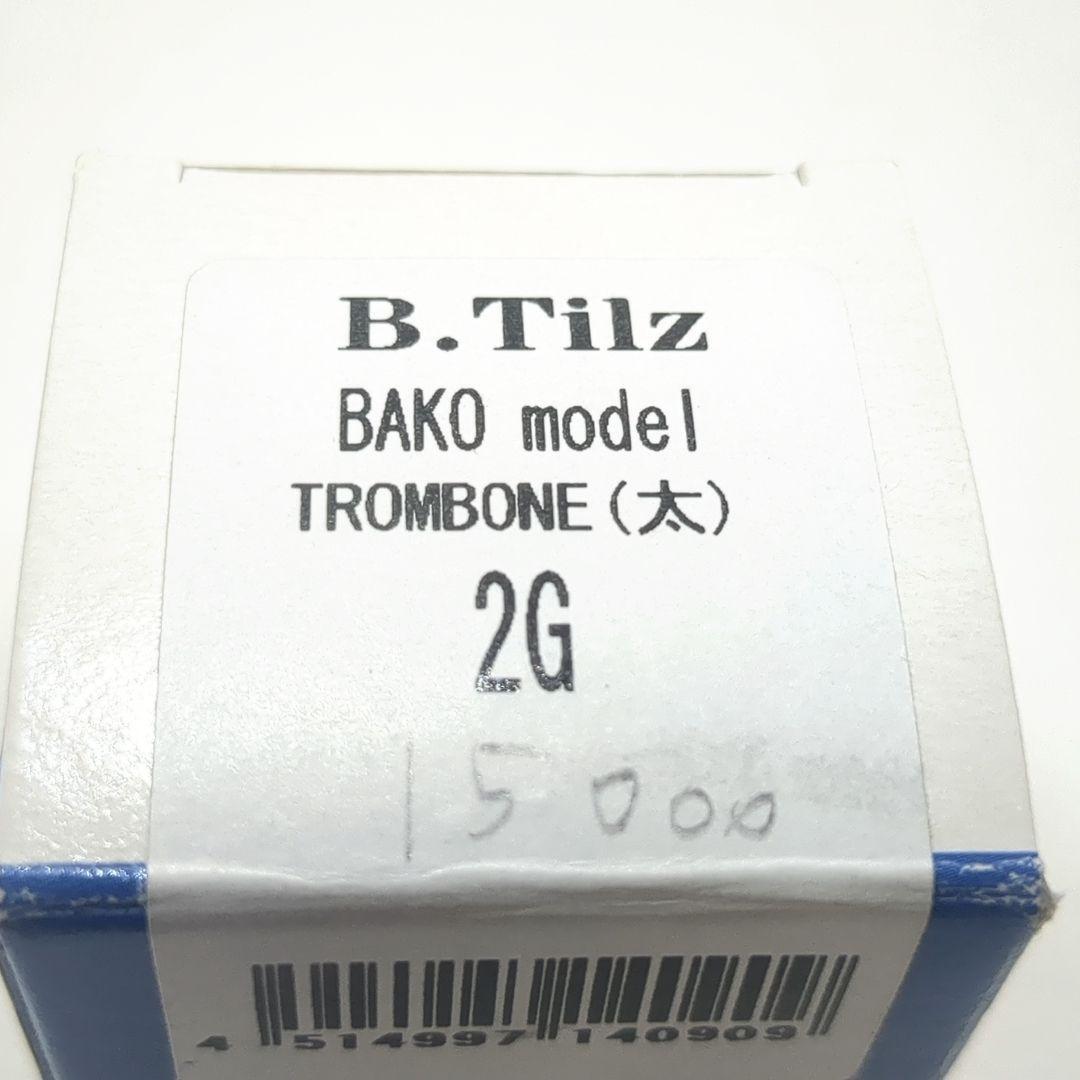 B.Tilz
BAKO model
TROMBONE(太)
2G
15000
4 514997 140909